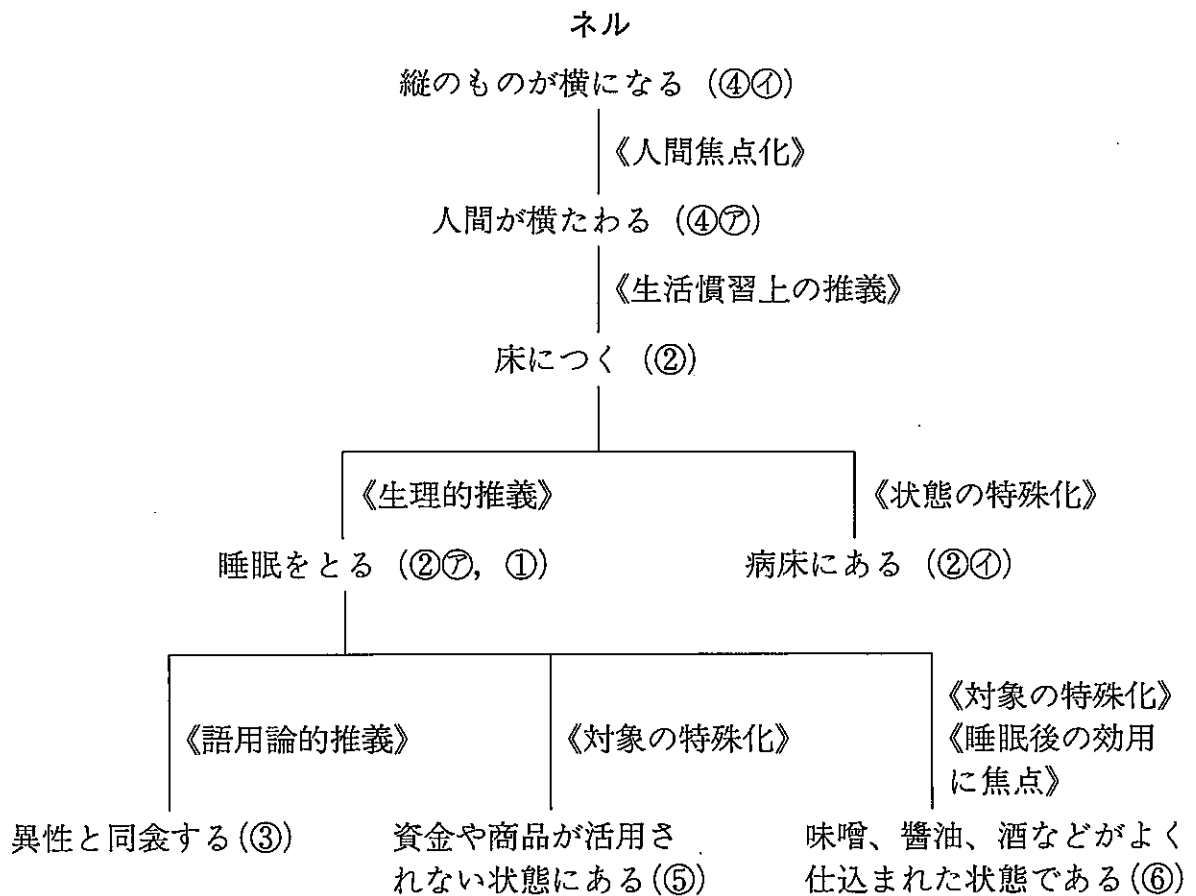 ネル
縦のものが横になる (④㋑)
《人間焦点化》
人間が横たわる (④㋐)
《生活慣習上の推義》
床につく (②)
《生理的推義》
《状態の特殊化》
睡眠をとる (②㋐, ①)
病床にある (②㋑)
《語用論的推義》
《対象の特殊化》
《対象の特殊化》
《睡眠後の効用
に焦点》
異性と同衾する(③)
資金や商品が活用さ
れない状態にある(⑤)
味噌、醬油、酒などがよく
仕込まれた状態である(⑥)